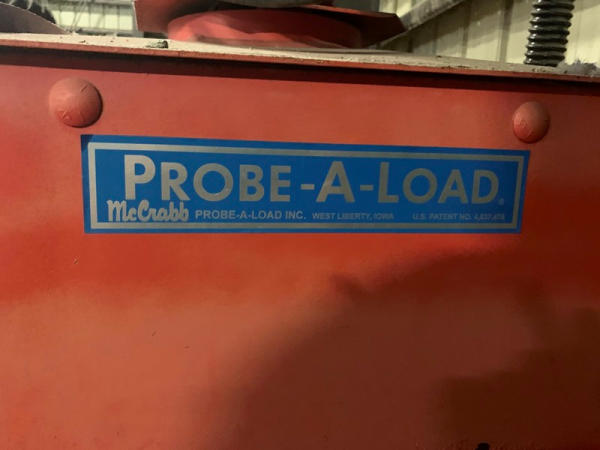 PROBE-A-LOAD®
McCrabb PROBE-A-LOAD INC. WEST LIBERTY, IOWA U.S. PATENT NO.